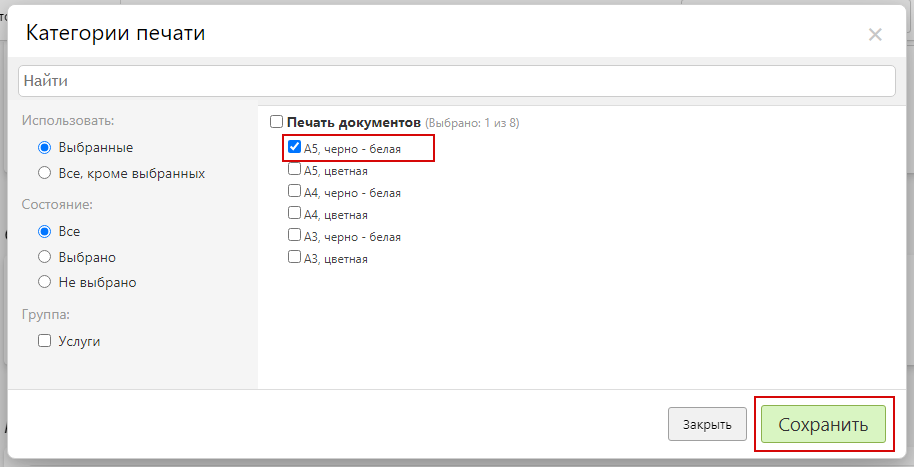 Категории печати
Найти
Использовать:
Выбранные
Все, кроме выбранных
Состояние:
Все
Выбрано
Не выбрано
Группа:
Услуги
Печать документов (Выбрано: 1 из 8)
А5, черно - белая
А5, цветная
А4, черно - белая
А4, цветная
А3, черно - белая
А3, цветная
Закрыть
Сохранить